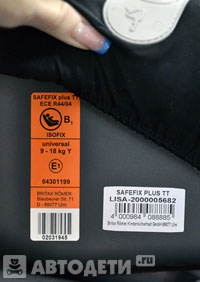 SAFEFIX plus TT
ECE R44/04
B1
ISOFIX
universal
9 - 18 kg Y
E1
04301199
BRITAX RÖMER
Blaubeurer Str. 71
D - 89077 Ulm
02031945
SAFEFIX PLUS TT
LISA-2000005682
4 000984 088885
Britax Römer Kindersicherheit GmbH 89077 Ulm
АВТОДЕТИ.ru